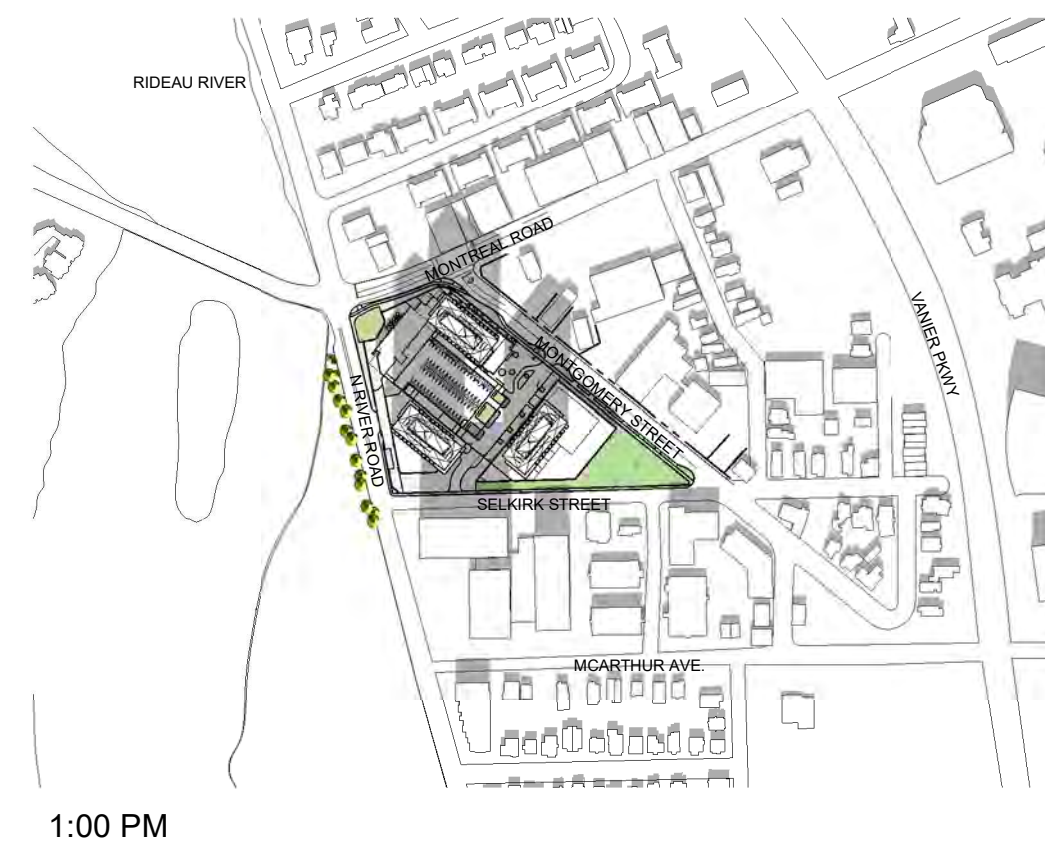 RIDEAU RIVER
MONTREAL ROAD
VANIER PKWY
MONTGOMERY STREET
N RIVER ROAD
SELKIRK STREET
MCARTHUR AVE.
1:00 PM